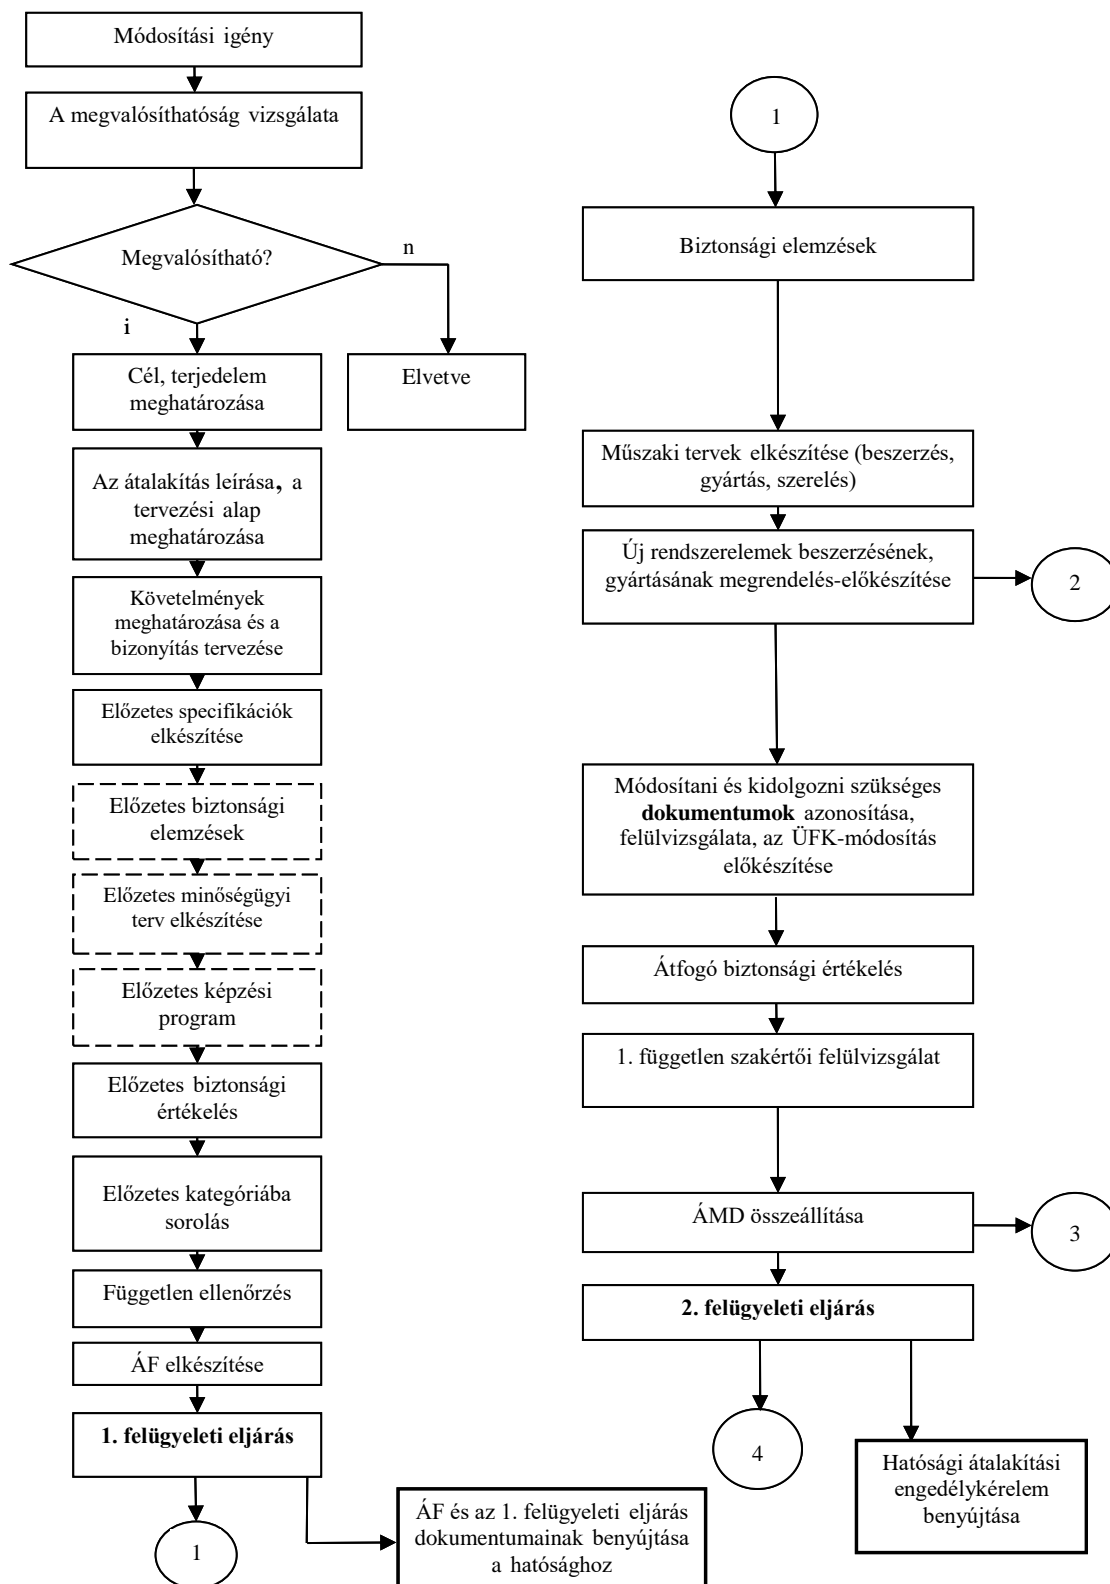 Módosítási igény
A megvalósíthatóság vizsgálata
Megvalósítható?
n
i
Cél, terjedelem
meghatározása
Elvetve
Az átalakítás leírása, a
tervezési alap
meghatározása
Követelmények
meghatározása és a
bizonyítás tervezése
Előzetes specifikációk
elkészítése
Előzetes biztonsági
elemzések
Előzetes minőségügyi
terv elkészítése
Előzetes képzési
program
Előzetes biztonsági
értékelés
Előzetes kategóriába
sorolás
Független ellenőrzés
ÁF elkészítése
1. felügyeleti eljárás
1
ÁF és az 1. felügyeleti eljárás
dokumentumainak benyújtása
a hatósághoz
1
Biztonsági elemzések
Műszaki tervek elkészítése (beszerzés,
gyártás, szerelés)
Új rendszerelemek beszerzésének,
gyártásának megrendelés-előkészítése
2
Módosítani és kidolgozni szükséges
dokumentumok azonosítása,
felülvizsgálata, az ÜFK-módosítás
előkészítése
Átfogó biztonsági értékelés
1. független szakértői felülvizsgálat
ÁMD összeállítása
3
2. felügyeleti eljárás
4
Hatósági átalakítási
engedélykérelem
benyújtása